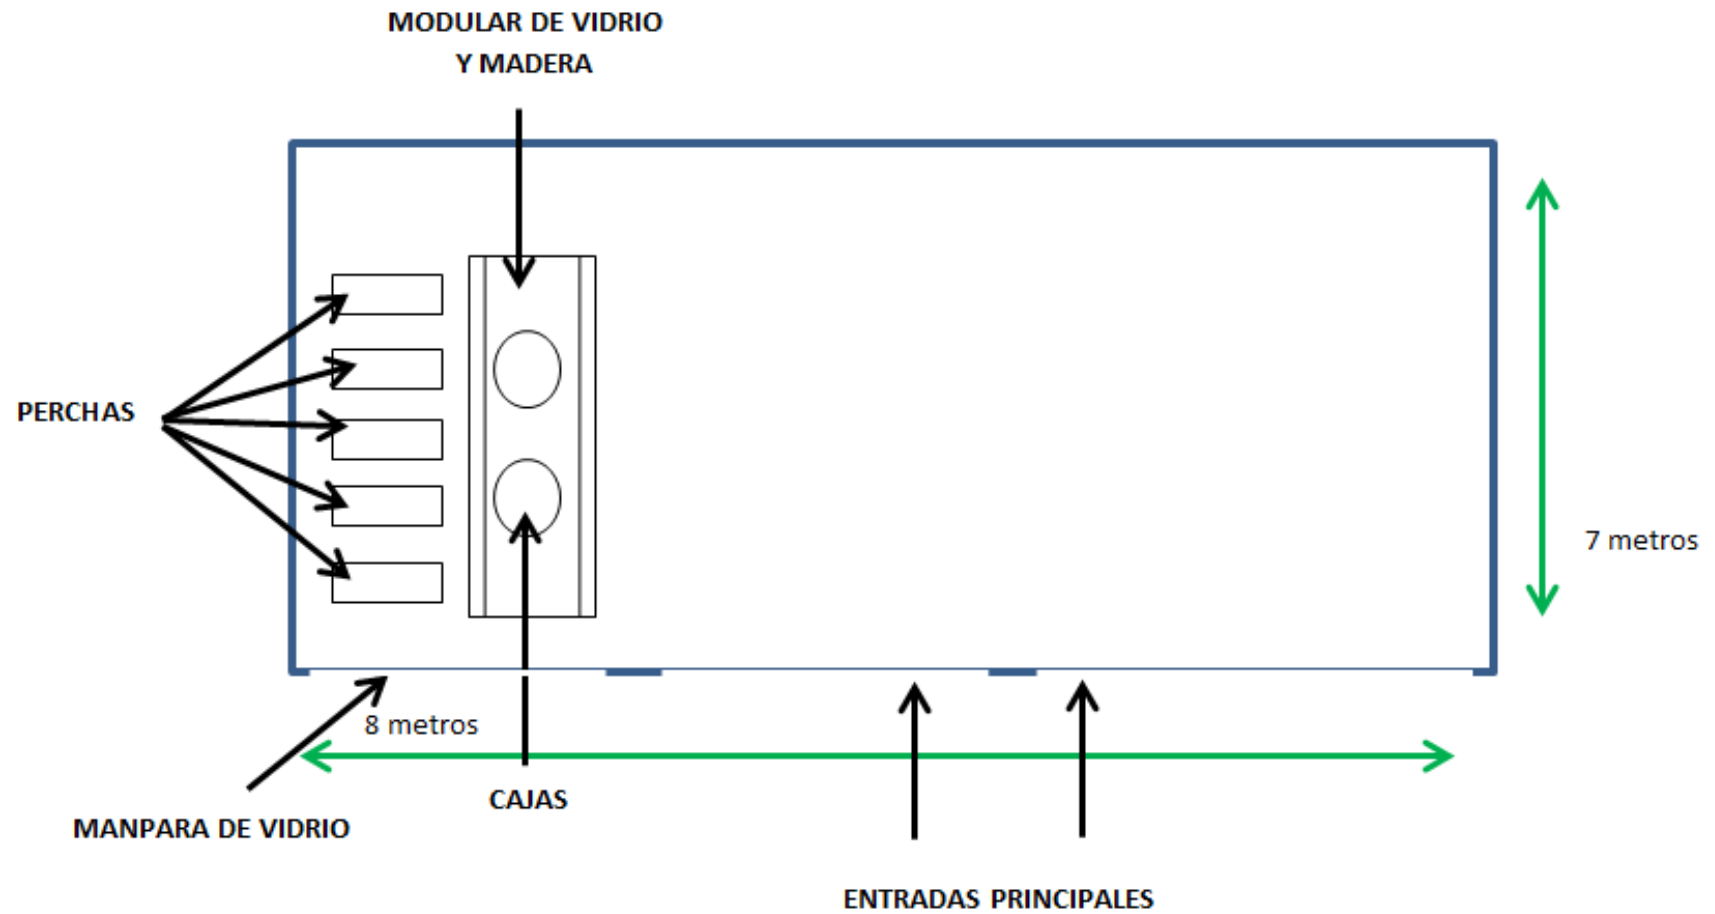 MODULAR DE VIDRIO
Y MADERA
PERCHAS
7 metros
8 metros
CAJAS
MANPARA DE VIDRIO
ENTRADAS PRINCIPALES